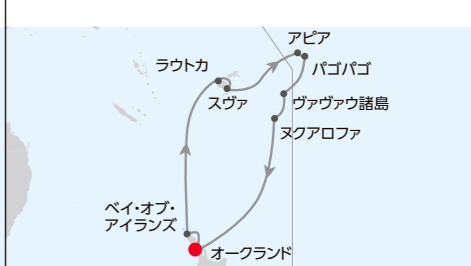 アピア
ラウトカ
パゴパゴ
スヴァ
ヴァヴァウ諸島
ヌクアロファ
ベイ・オブ・
アイランズ
オークランド